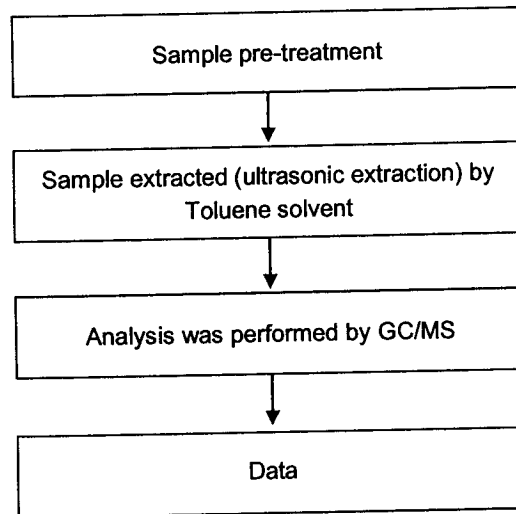 Sample pre-treatment
Sample extracted (ultrasonic extraction) by
Toluene solvent
Analysis was performed by GC/MS
Data